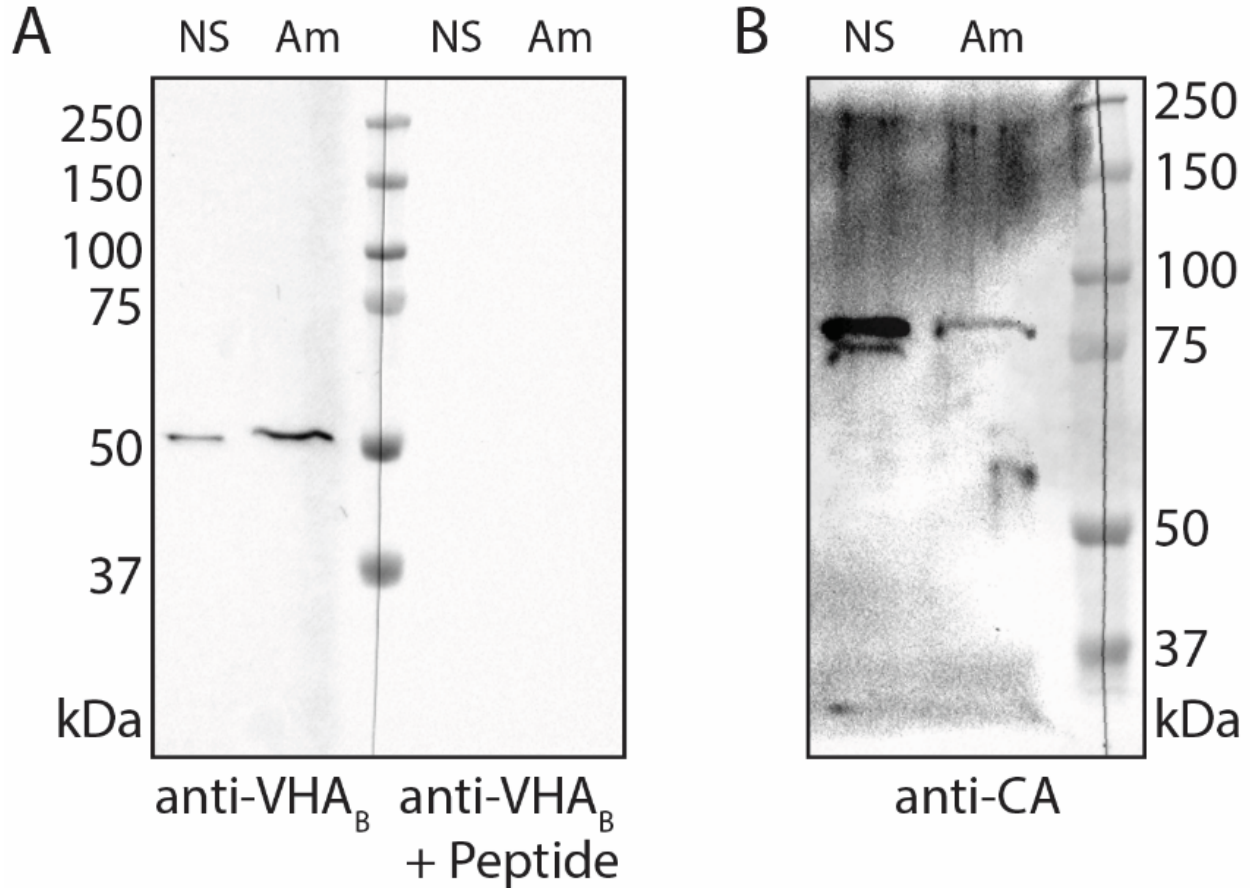 A NS Am NS Am
250
150
100
75
50
37
kDa
anti-VHAB anti-VHAB
+ Peptide
B NS Am
250
150
100
75
50
37
kDa
anti-CA